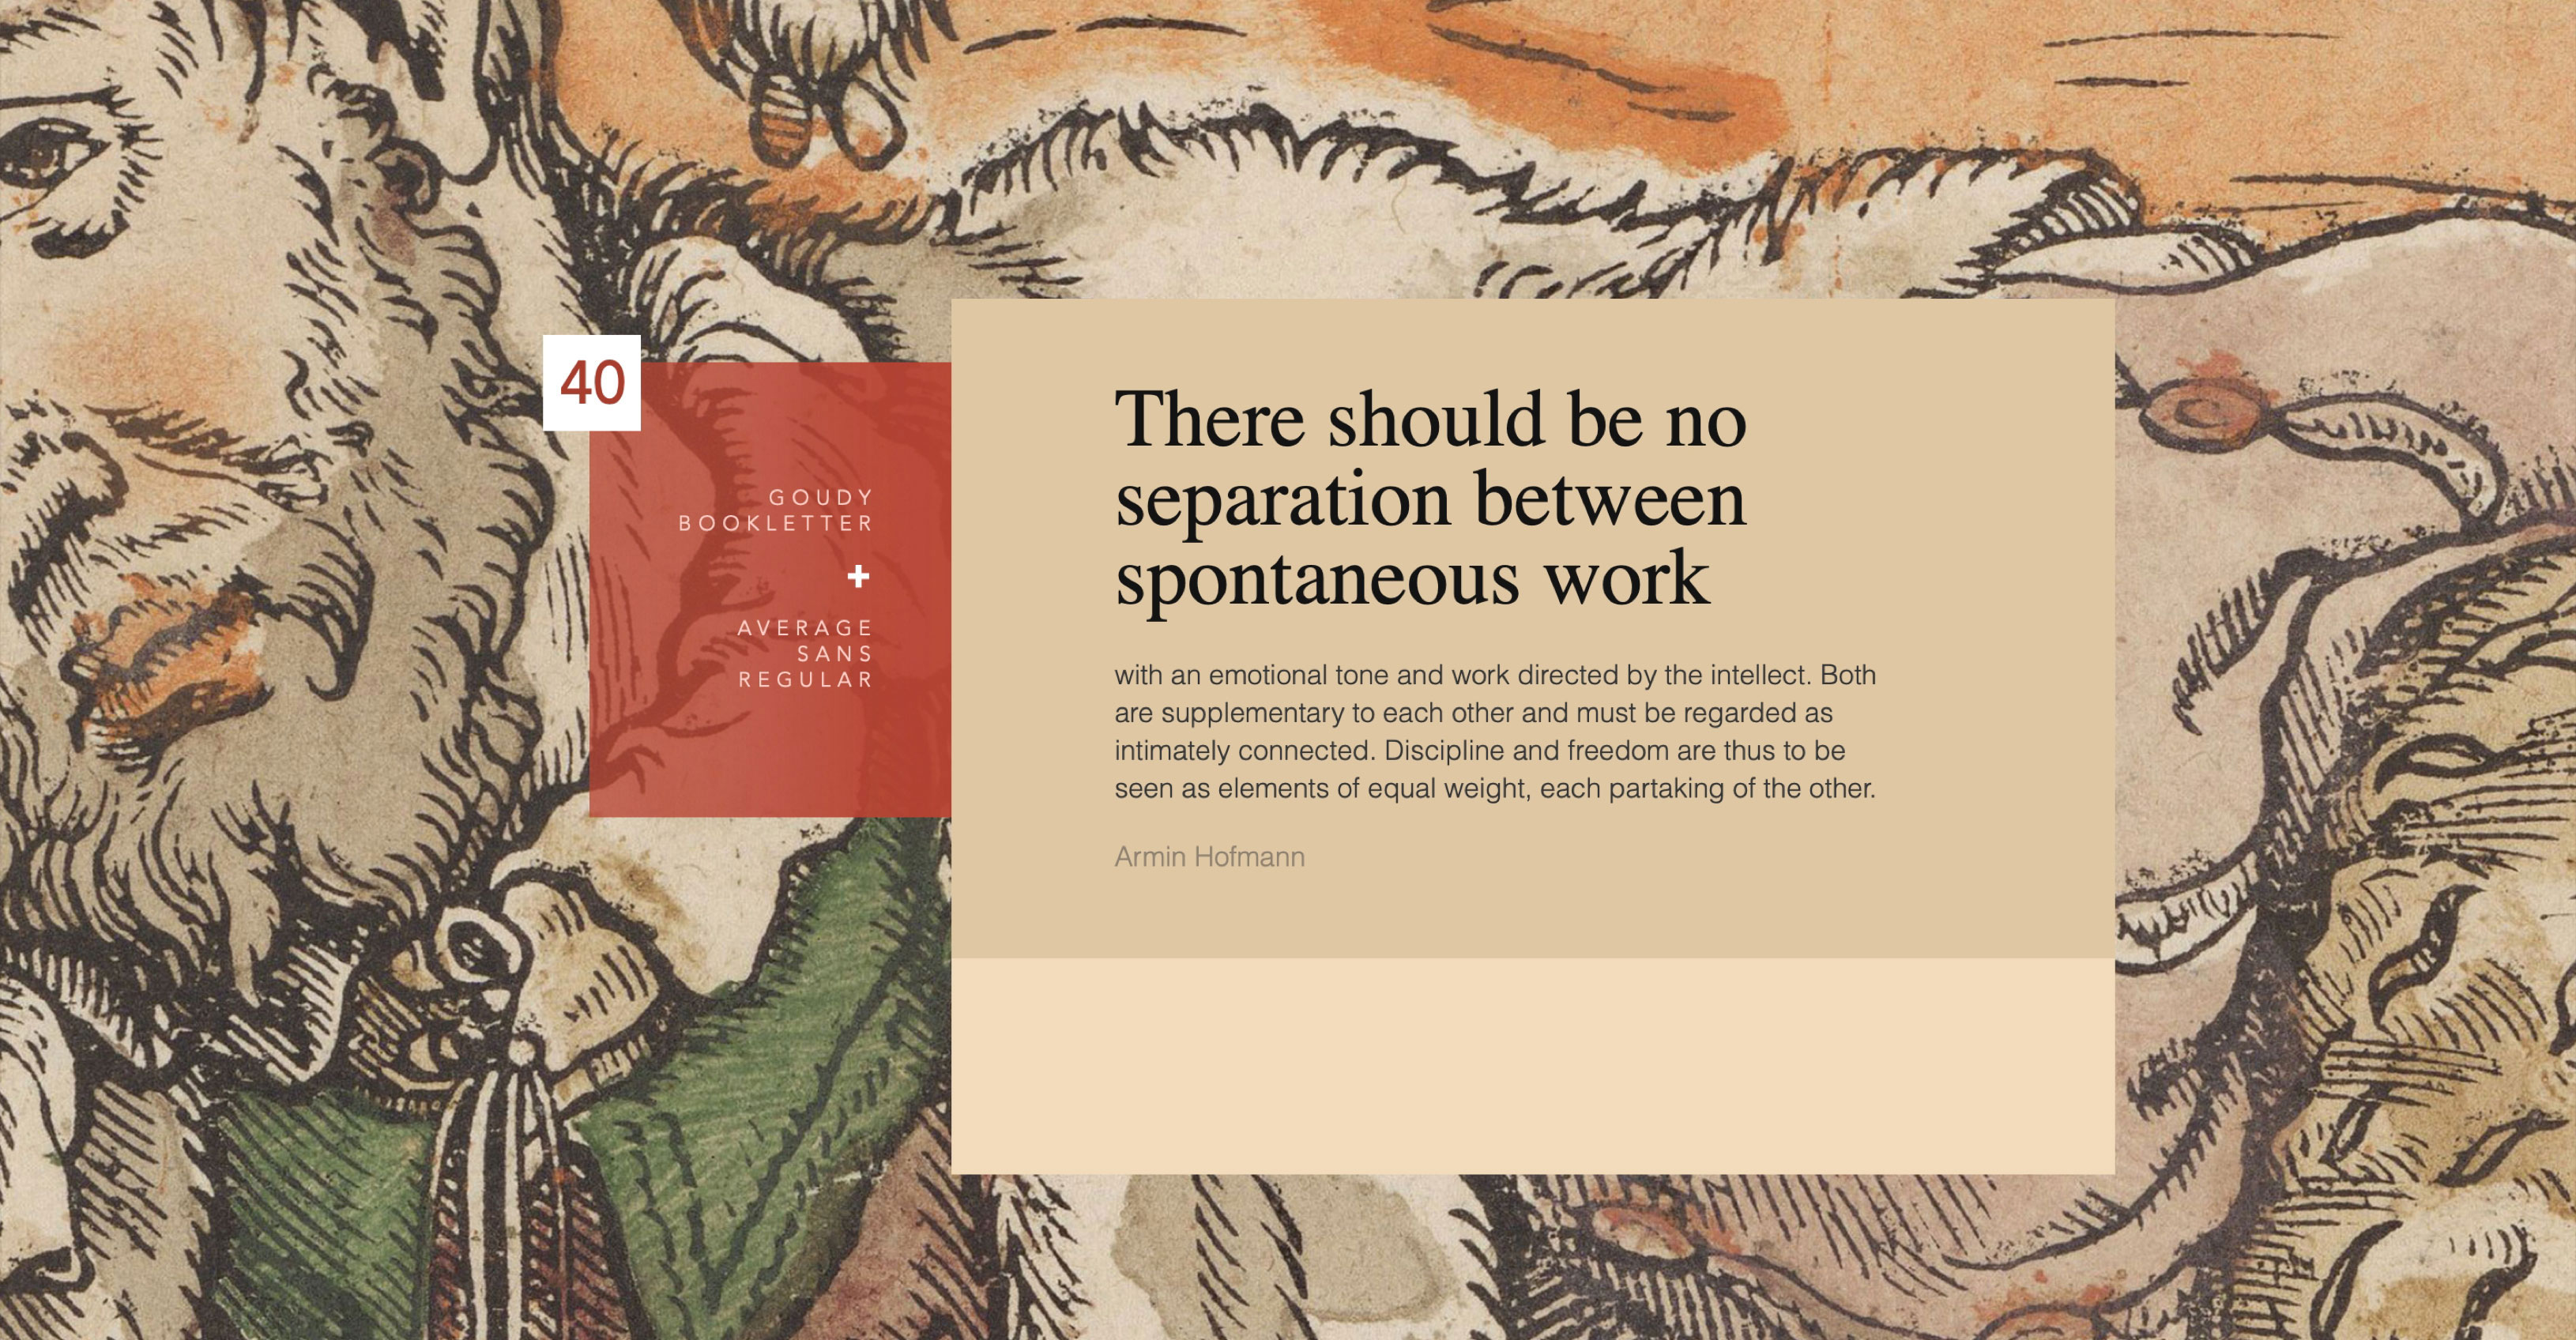 40
GOUDY
BOOKLETTER
+
AVERAGE
SANS
REGULAR
There should be no
separation between
spontaneous work
with an emotional tone and work directed by the intellect. Both
are supplementary to each other and must be regarded as
intimately connected. Discipline and freedom are thus to be
seen as elements of equal weight, each partaking of the other.
Armin Hofmann